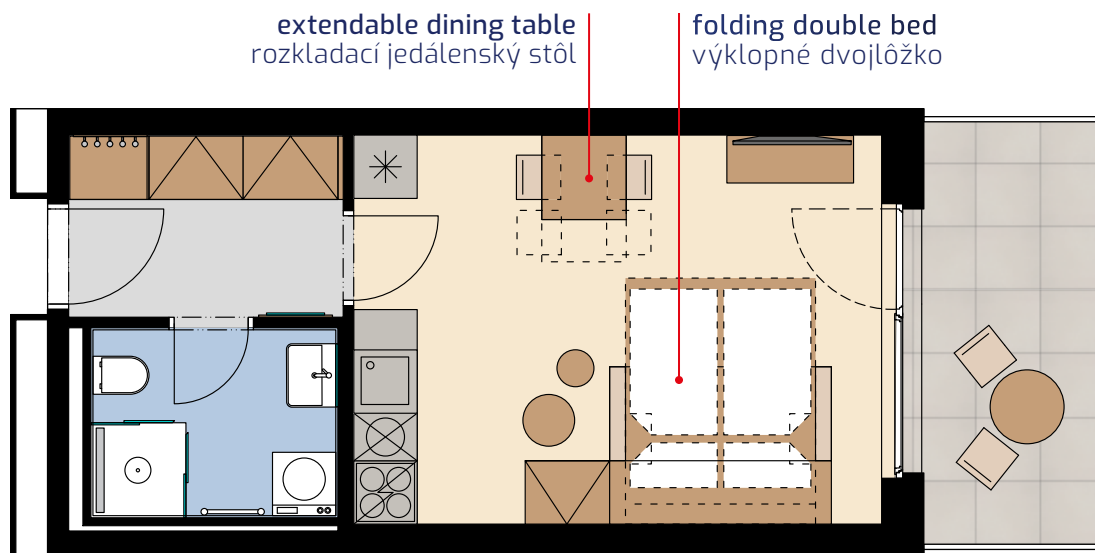 extendable dining table
rozkladací jedálenský stôl
folding double bed
výklopné dvojlôžko